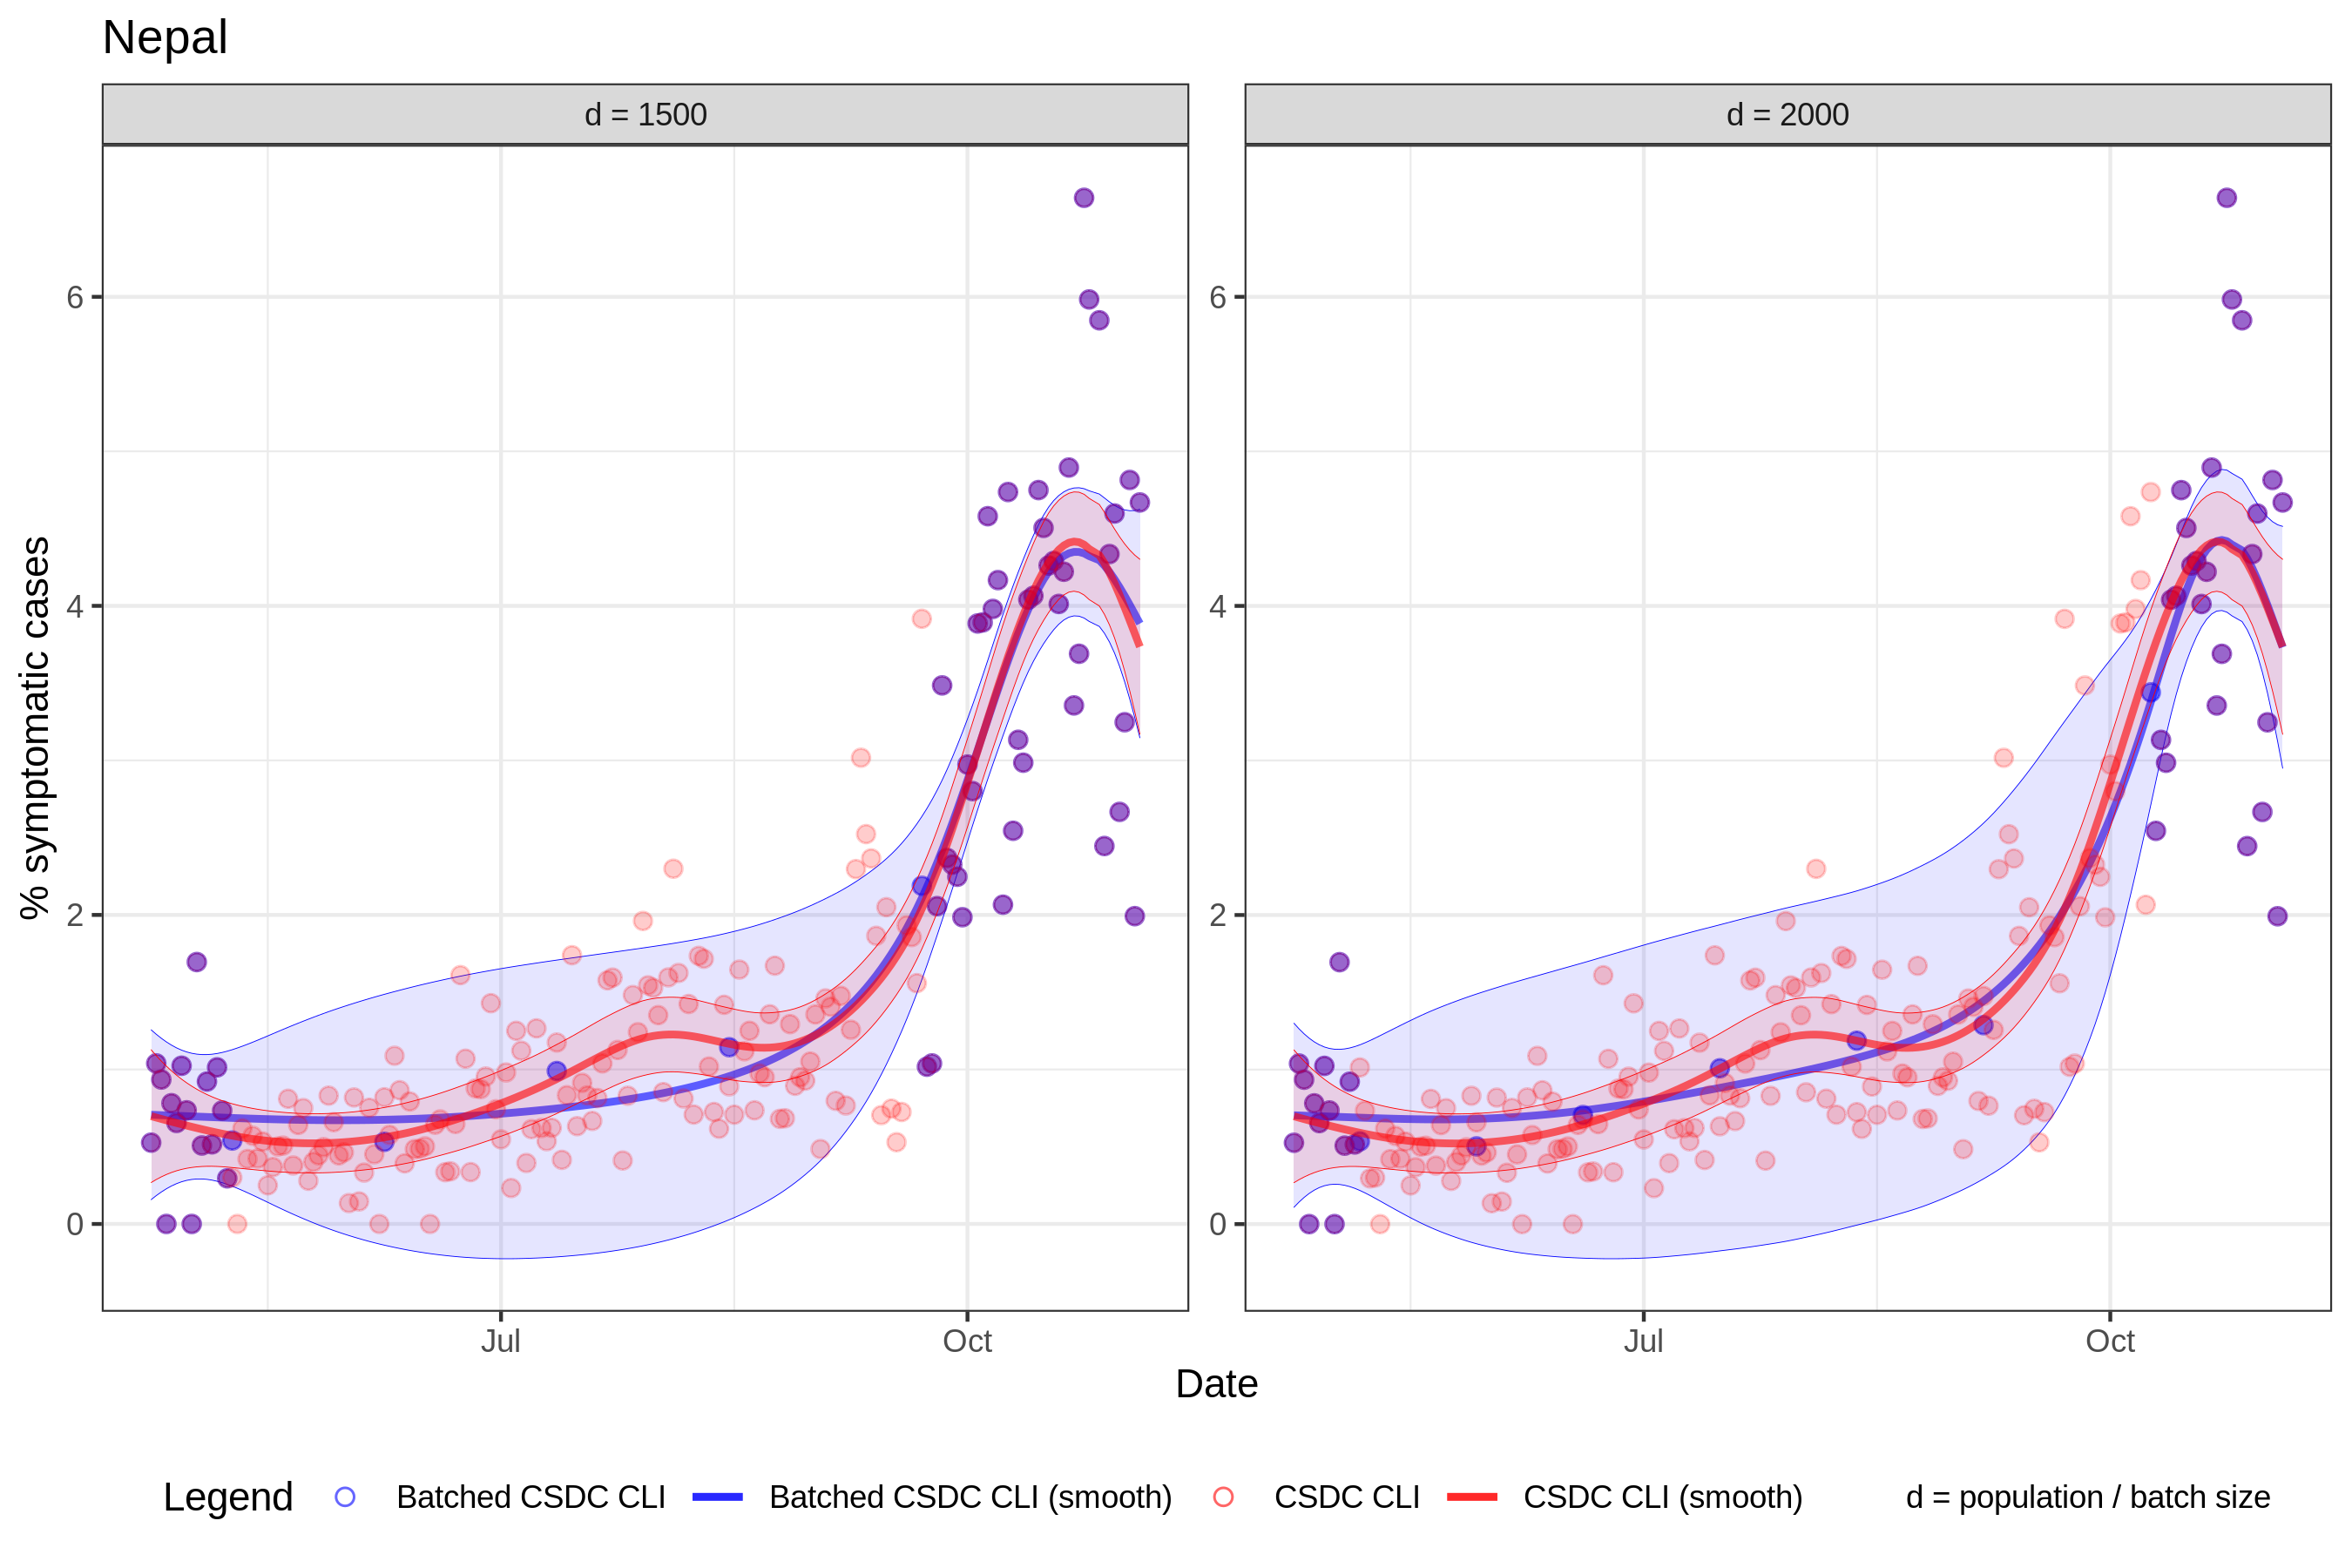 Nepal
d = 1500
d = 2000
% symptomatic cases
6
4
2
0
6
4
2
0
Jul
Oct
Jul
Oct
Date
Legend
Batched CSDC CLI
Batched CSDC CLI (smooth)
CSDC CLI
CSDC CLI (smooth)
d = population / batch size